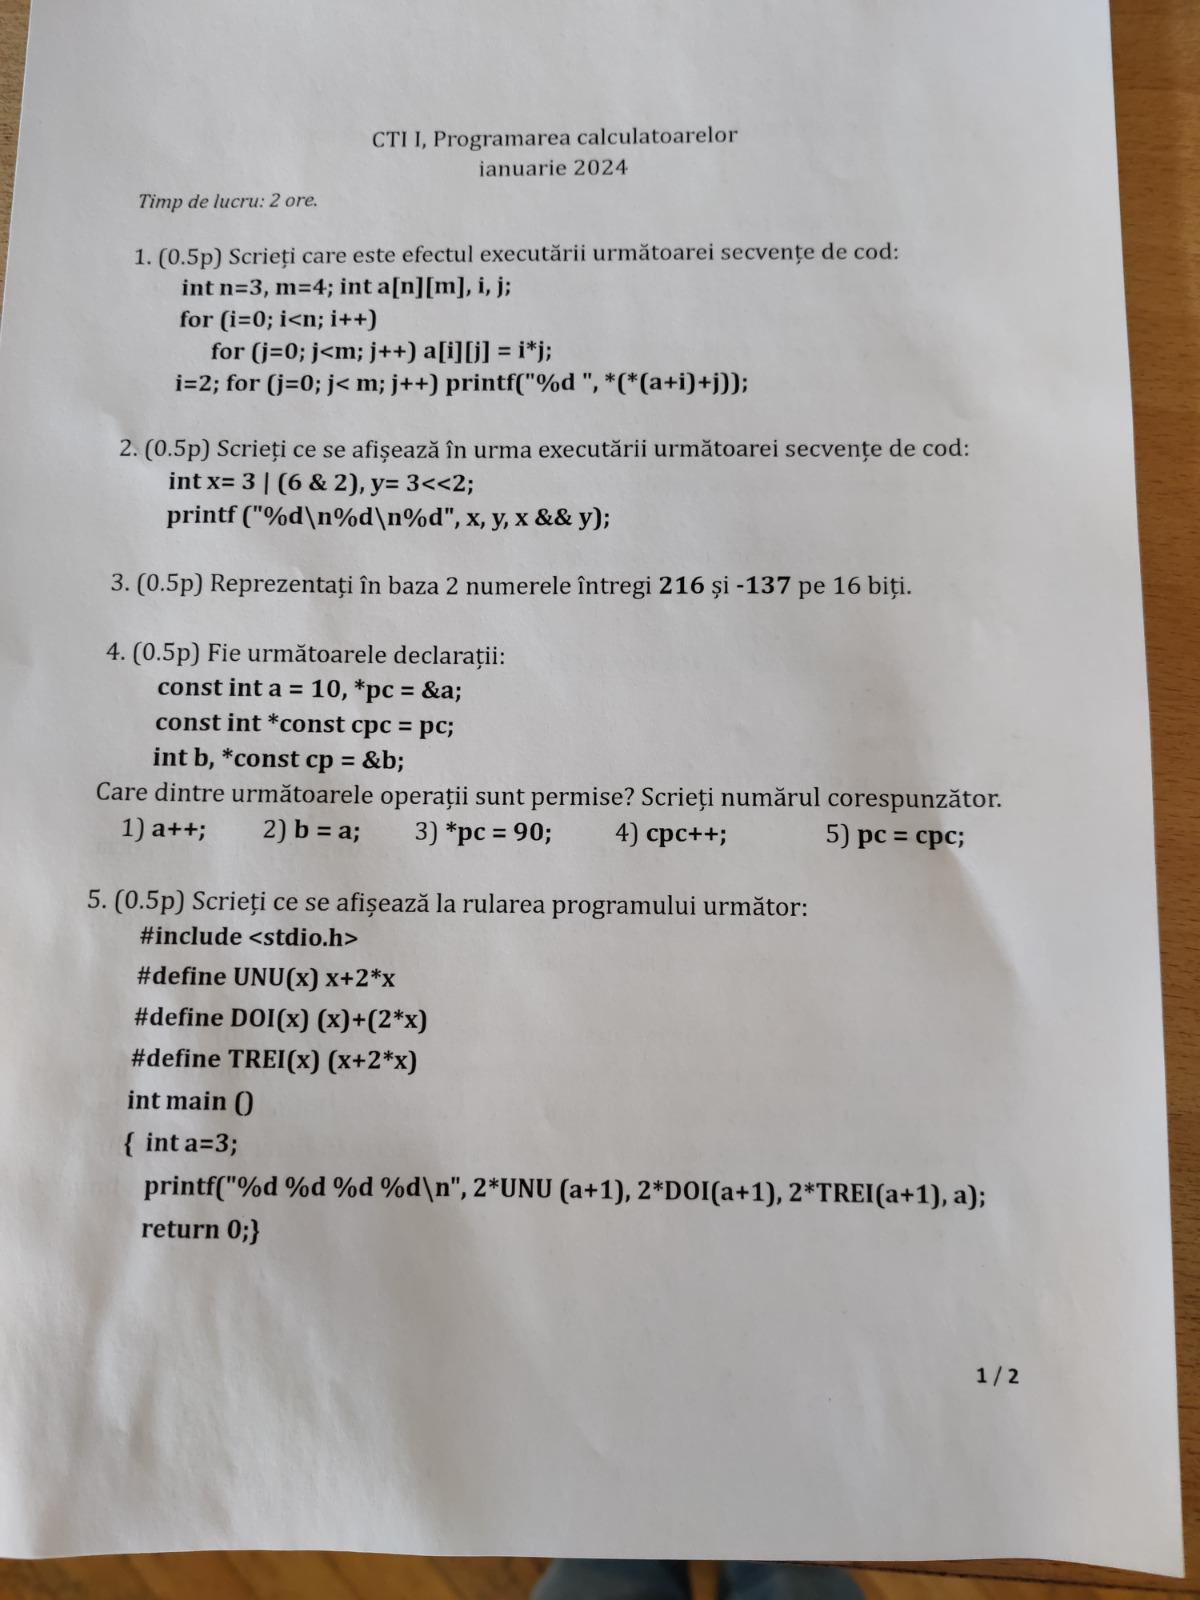 CTI I, Programarea calculatoarelor
ianuarie 2024
Timp de lucru: 2 ore.
1. (0.5p) Scrieți care este efectul executării următoarei secvențe de cod:
int n=3, m=4; int a[n][m], i, j;
for (i=0; i<n; i++)
for (j=0; j<m; j++) a[i][j] = i*j;
i=2; for (j=0; j< m; j++) printf("%d ", *(*(a+i)+j));
2. (0.5p) Scrieți ce se afișează în urma executării următoarei secvențe de cod:
int x= 3 | (6 & 2), y= 3<<2;
printf ("%d\n%d\n%d", x, y, x && y);
3. (0.5p) Reprezentați în baza 2 numerele întregi 216 și -137 pe 16 biți.
4. (0.5p) Fie următoarele declarații:
const int a = 10, *pc = &a;
const int *const cpc = pc;
int b, *const cp = &b;
Care dintre următoarele operații sunt permise? Scrieți numărul corespunzător.
1) a++; 2) b = a; 3) *pc = 90; 4) cpc++; 5) pc = cpc;
5. (0.5p) Scrieți ce se afișează la rularea programului următor:
#include <stdio.h>
#define UNU(x) x+2*x
#define DOI(x) (x)+(2*x)
#define TREI(x) (x+2*x)
int main ()
{ int a=3;
printf("%d %d %d %d\n", 2*UNU (a+1), 2*DOI(a+1), 2*TREI(a+1), a);
return 0;}
1 / 2